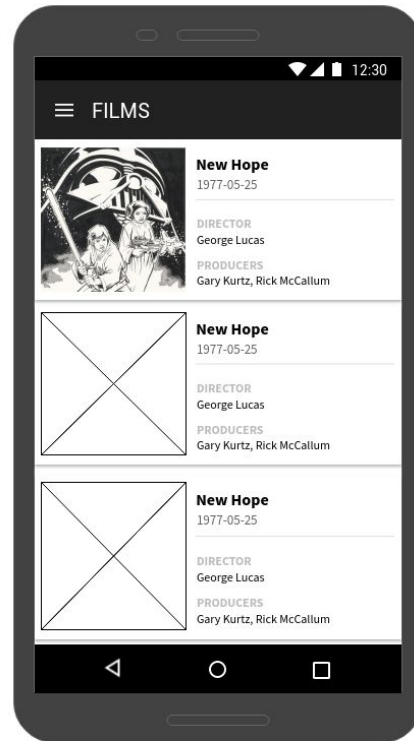 12:30
FILMS
New Hope
1977-05-25
DIRECTOR
George Lucas
PRODUCERS
Gary Kurtz, Rick McCallum
New Hope
1977-05-25
DIRECTOR
George Lucas
PRODUCERS
Gary Kurtz, Rick McCallum
New Hope
1977-05-25
DIRECTOR
George Lucas
PRODUCERS
Gary Kurtz, Rick McCallum